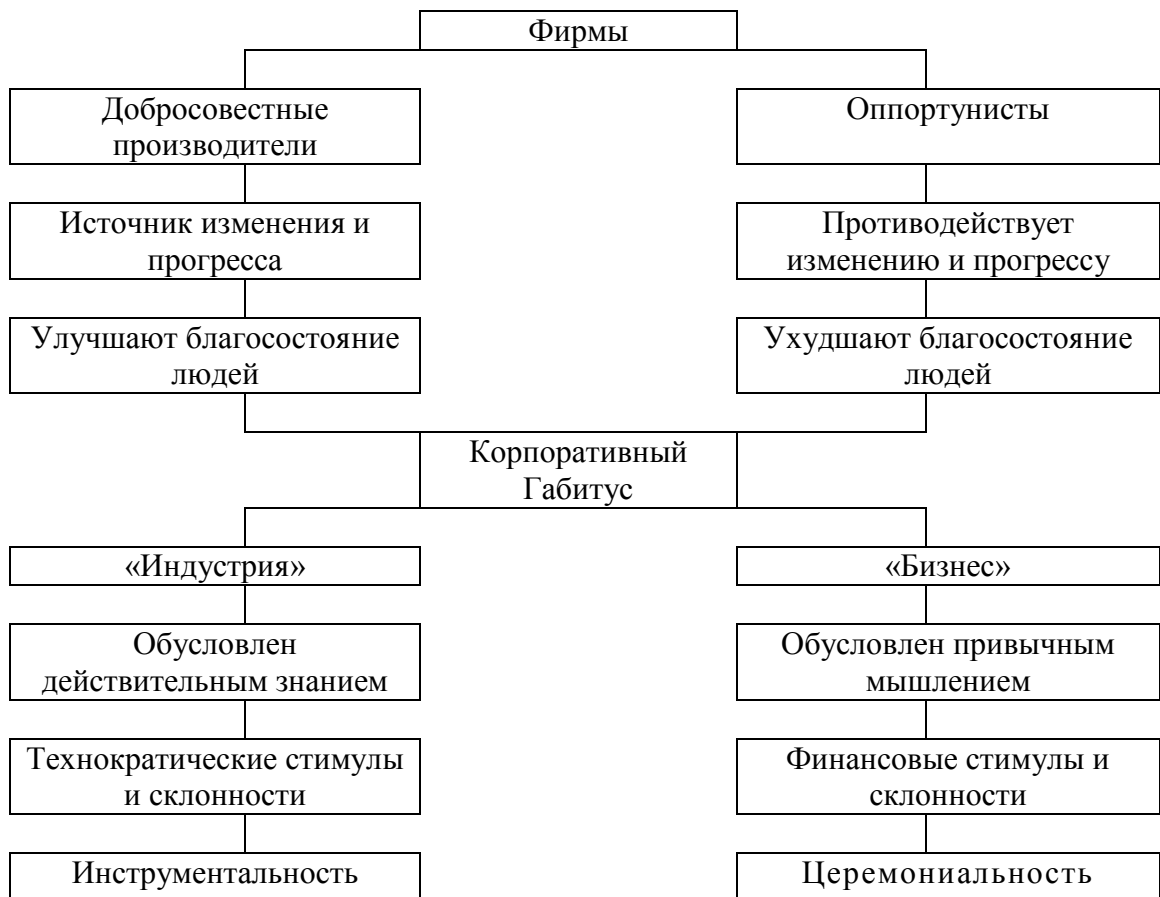 Фирмы
Добросовестные
производители
Оппортунисты
Источник изменения и
прогресса
Противодействует
изменению и прогрессу
Улучшают благосостояние
людей
Ухудшают благосостояние
людей
Корпоративный
Габитус
«Индустрия»
«Бизнес»
Обусловлен
действительным знанием
Обусловлен привычным
мышлением
Технократические стимулы
и склонности
Финансовые стимулы и
склонности
Инструментальность
Церемониальность